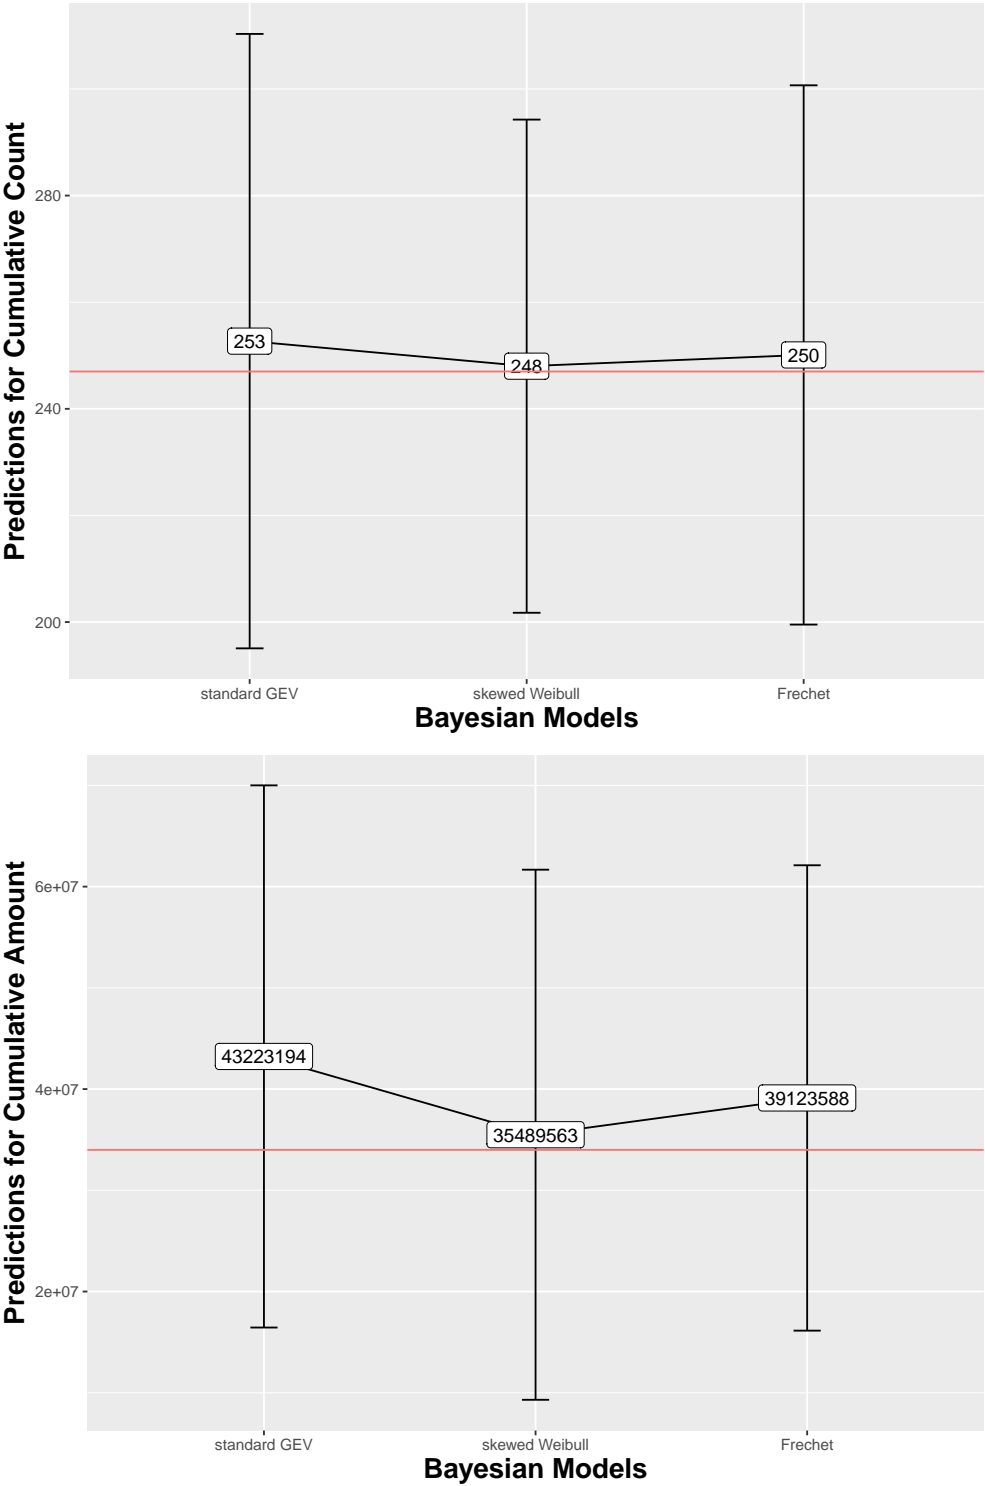 Predictions for Cumulative Count
280
240
200
253
248
250
standard GEV
skewed Weibull
Frechet
Bayesian Models
Predictions for Cumulative Amount
6e+07
4e+07
2e+07
43223194
35489563
39123588
standard GEV
skewed Weibull
Frechet
Bayesian Models